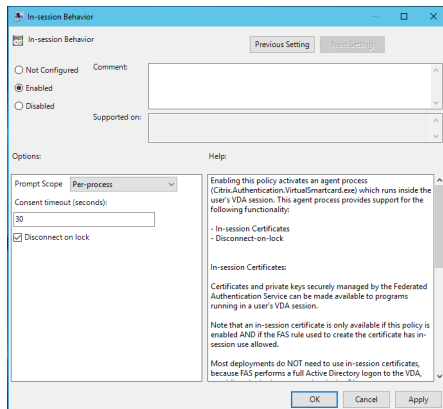 In-session Behavior
In-session Behavior
Previous Setting
Next Setting
Not Configured
Comment:
Enabled
Disabled
Supported on:
Options:
Help:
Prompt Scope Per-process
Consent timeout (seconds):
30
Disconnect on lock
Enabling this policy activates an agent process
(Citrix.Authentication.VirtualSmartcard.exe) which runs inside the
user's VDA session. This agent process provides support for the
following functionality:
- In-session Certificates
- Disconnect-on-lock
In-session Certificates:
Certificates and private keys securely managed by the Federated
Authentication Service can be made available to programs
running in a user's VDA session.
Note that an in-session certificate is only available if this policy is
enabled AND if the FAS rule used to create the certificate has in-
session use allowed.
Most deployments do NOT need to use in-session certificates,
because FAS performs a full Active Directory logon to the VDA,
OK
Cancel
Apply